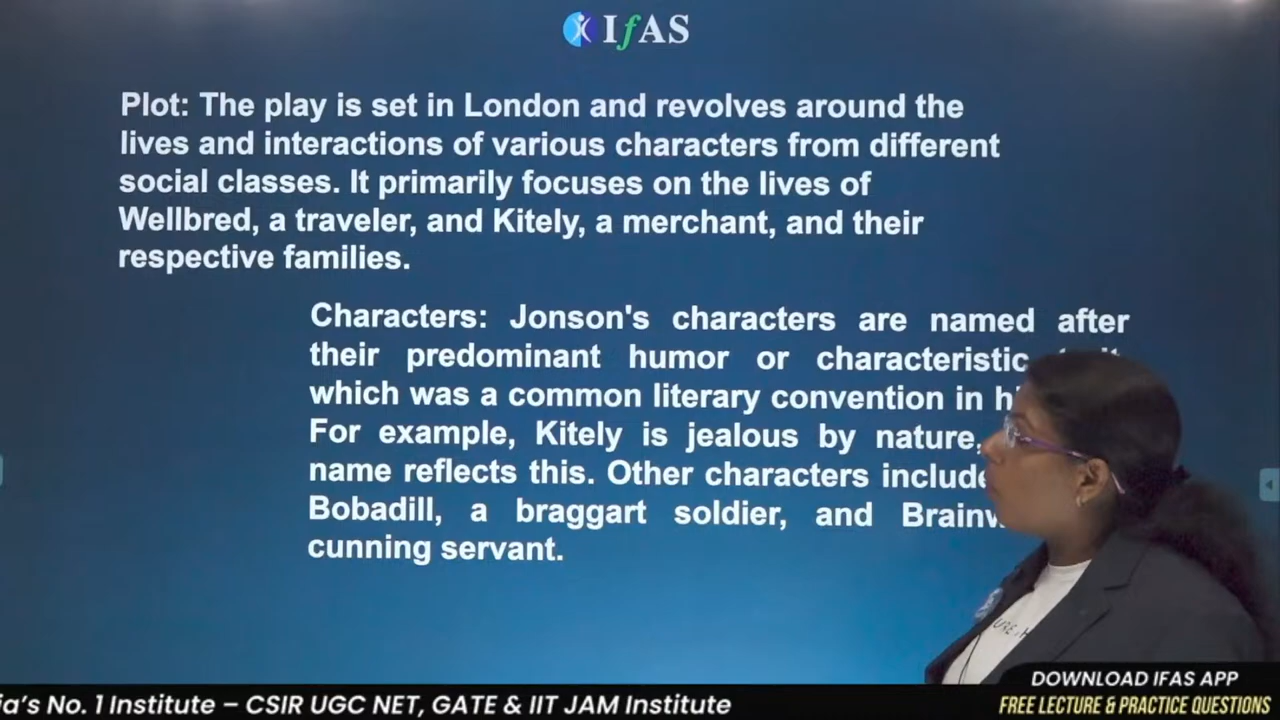 IfAS
Plot: The play is set in London and revolves around the
lives and interactions of various characters from different
social classes. It primarily focuses on the lives of
Wellbred, a traveler, and Kitely, a merchant, and their
respective families.
Characters: Jonson's characters are named after
their predominant humor or characteristic
which was a common literary convention in
For example, Kitely is jealous by nature,
name reflects this. Other characters include
Bobadill, a braggart soldier, and
cunning servant.
DOWNLOAD IFAS APP
No. 1 Institute – CSIR UGC NET, GATE & IIT JAM Institute
FREE LECTURE & PRACTICE QUESTIONS